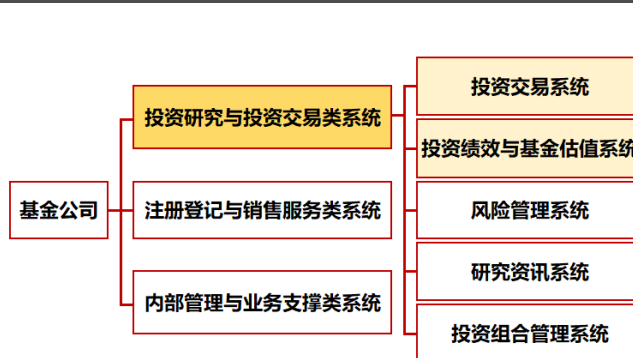 基金公司
投资研究与投资交易类系统
注册登记与销售服务类系统
内部管理与业务支撑类系统
投资交易系统
投资绩效与基金估值系统
风险管理系统
研究资讯系统
投资组合管理系统